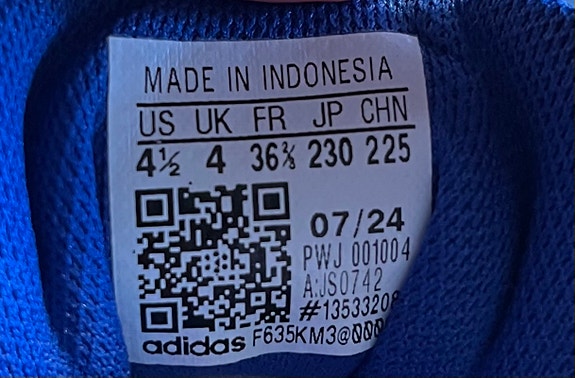 MADE IN INDONESIA
US UK FR JP CHN
4½ 4 36⅔ 230 225
07/24
PWJ 001004
A:JS0742
adidas